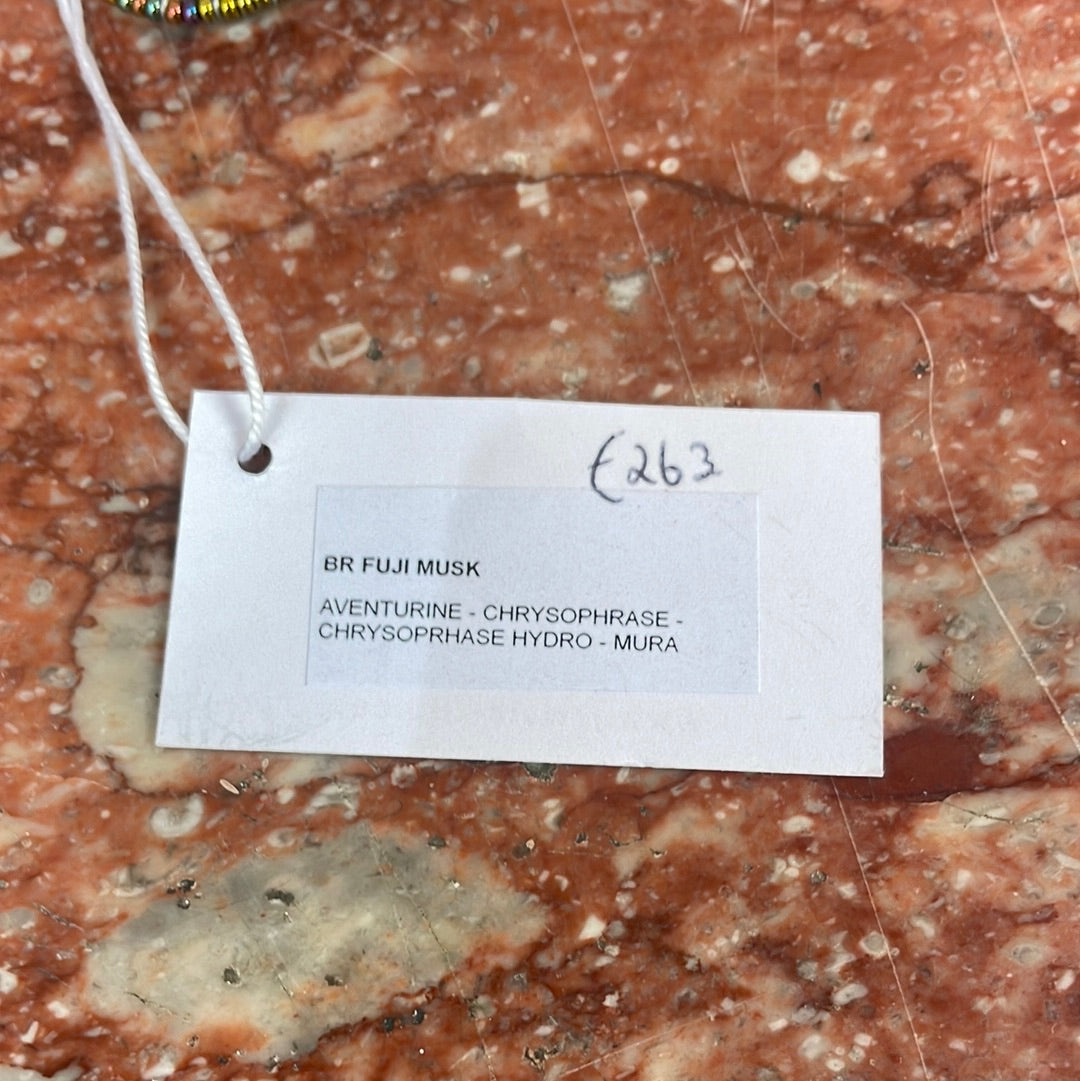 £263
BR FUJI MUSK
AVENTURINE - CHRYSOPHRASE -
CHRYSOPRHASE HYDRO - MURA